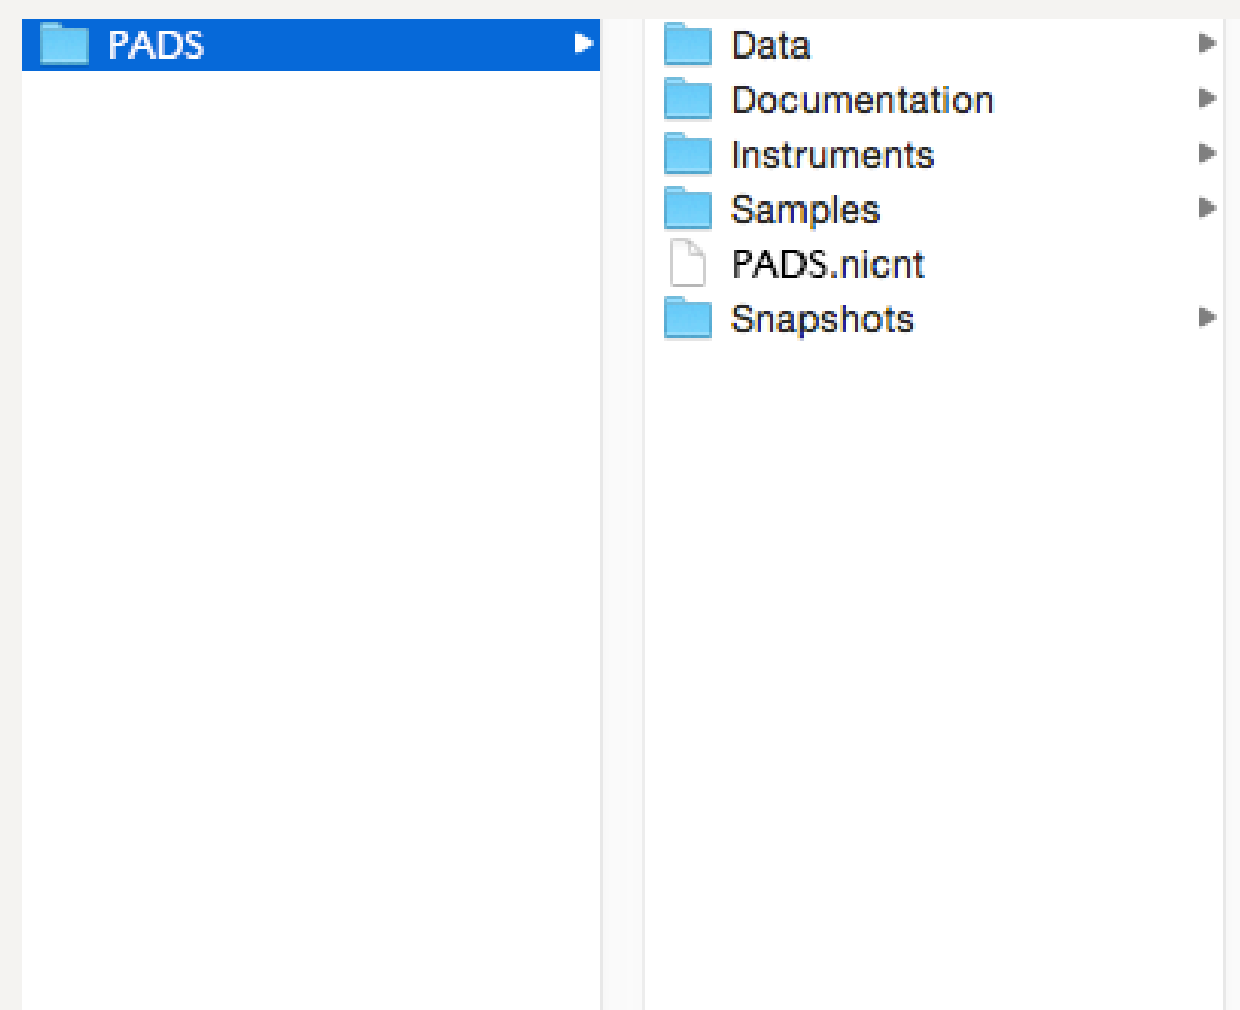 PADS
Data
Documentation
Instruments
Samples
PADS.nicnt
Snapshots